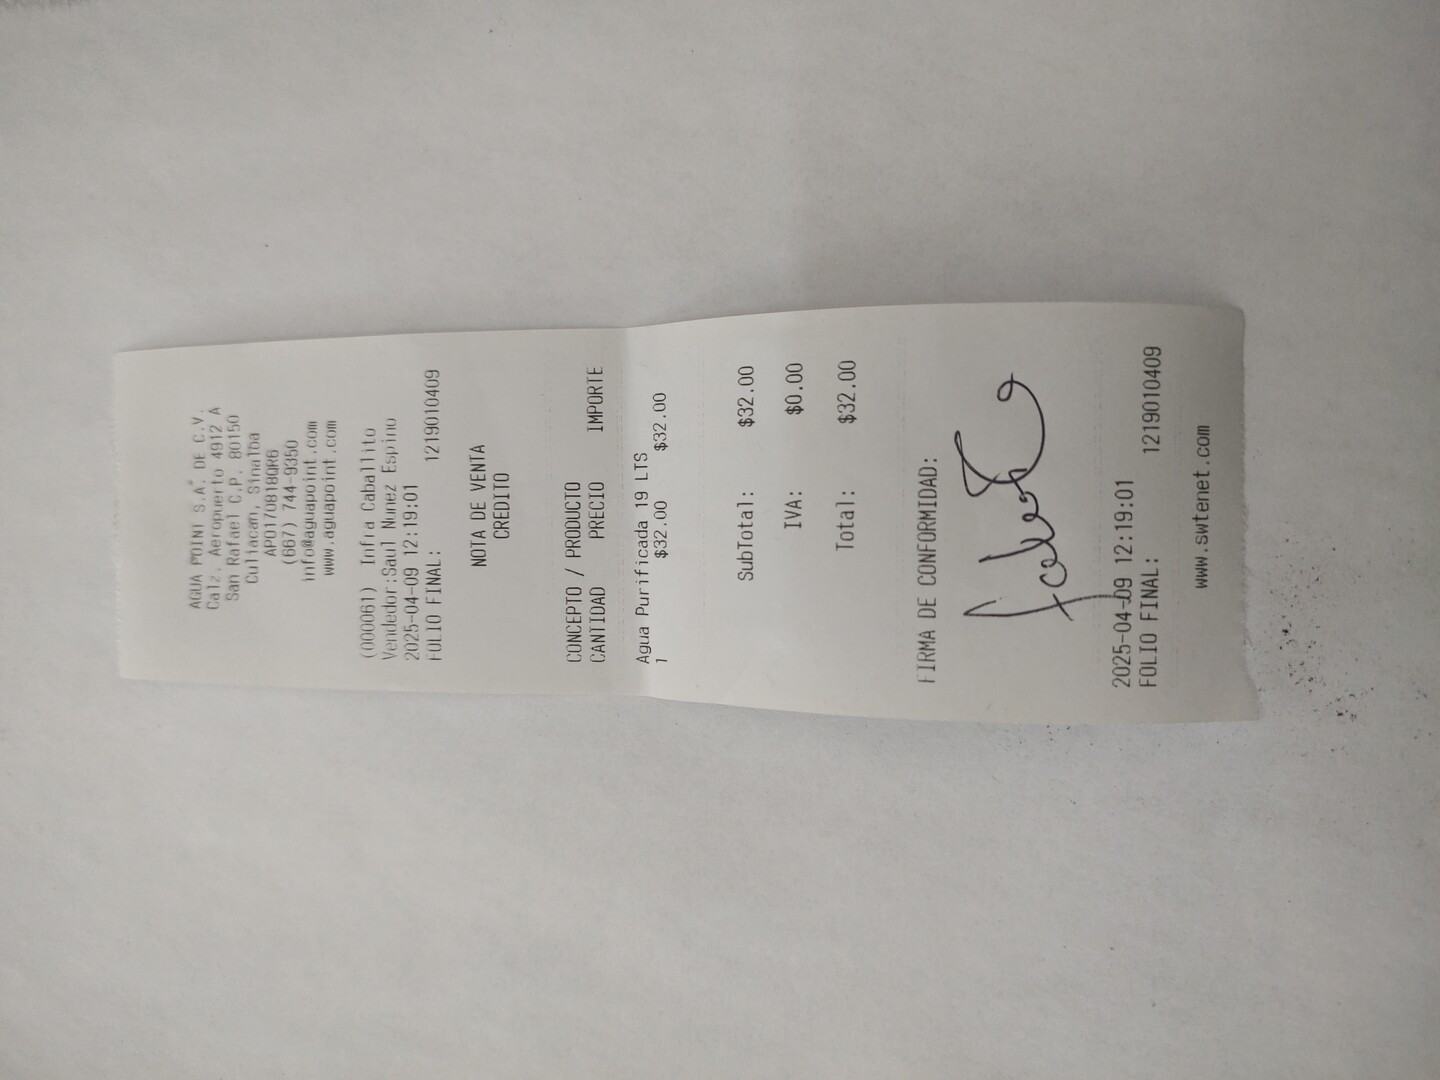 AGUA POINT S.A. DE C.V.
Calz. Aeropuerto 4912 A
San Rafael C.P. 80150
Culiacan, Sinaloa
APO170818QR6
(667) 744-9350
info@aguapoint.com
www.aguapoint.com
(000061) Infra Caballito
Vendedor:Saul Nunez Espino
2025-04-09 12:19:01
FOLIO FINAL: 1219010409
NOTA DE VENTA
CREDITO
CONCEPTO / PRODUCTO
CANTIDAD PRECIO IMPORTE
Agua Purificada 19 LTS
1 $32.00 $32.00
SubTotal: $32.00
IVA: $0.00
Total: $32.00
FIRMA DE CONFORMIDAD:
2025-04-09 12:19:01
FOLIO FINAL: 1219010409
www.swtenet.com